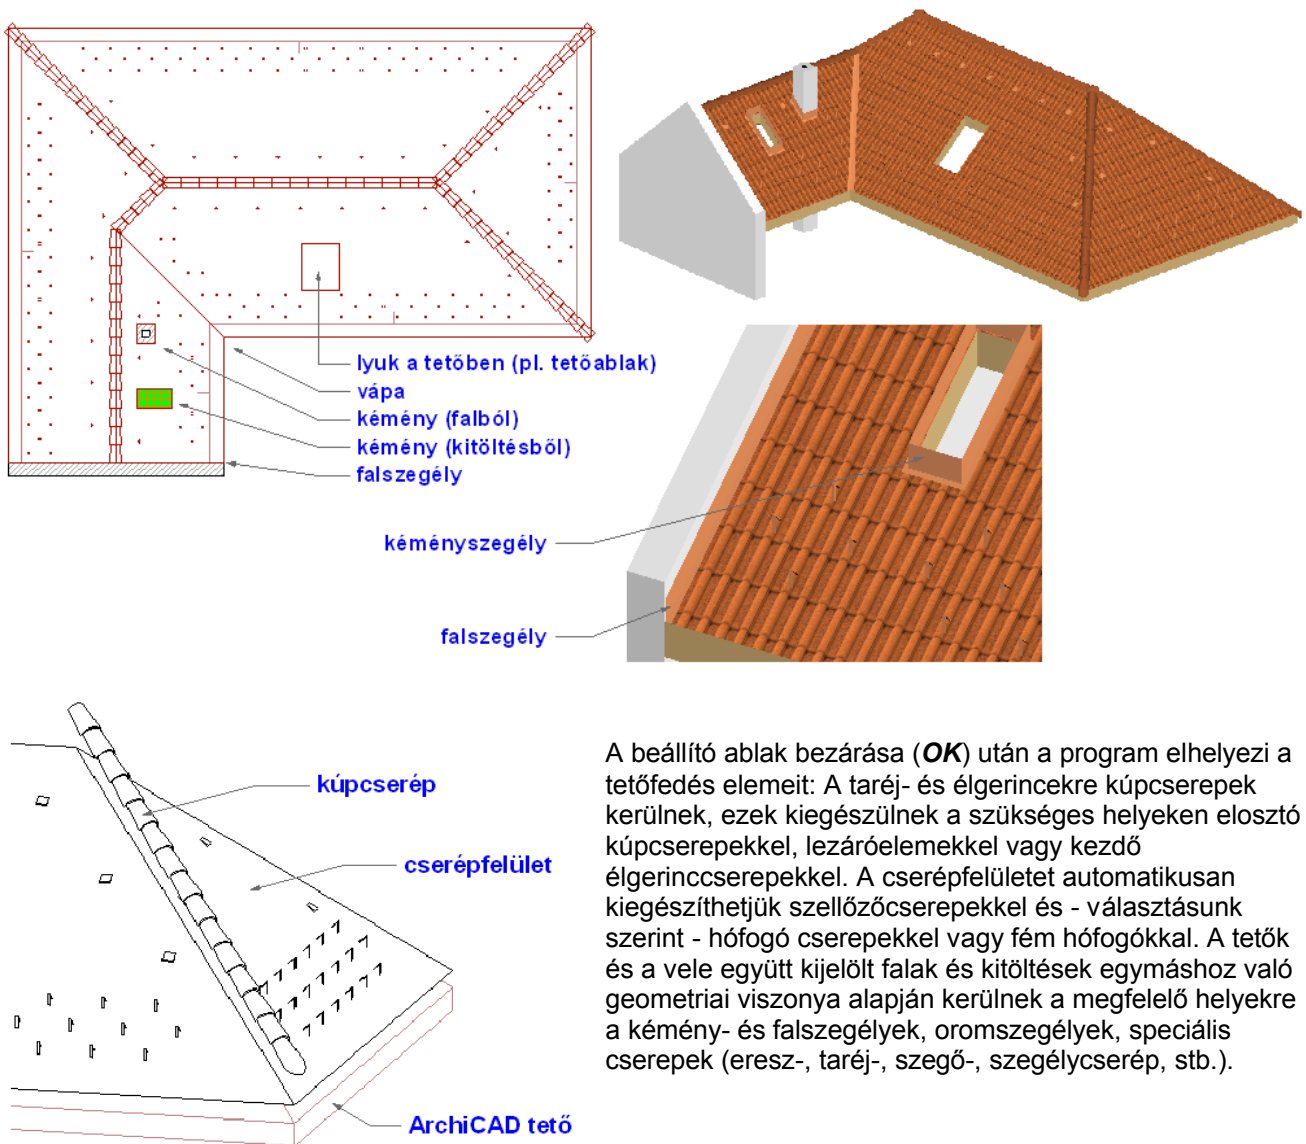 lyuk a tetőben (pl. tetőablak)
vápa
kémény (falból)
kémény (kitöltésből)
falszegély
kéményszegély
falszegély
kúpcserép
cserépfelület
ArchiCAD tető
A beállító ablak bezárása (OK) után a program elhelyezi a
tetőfedés elemeit: A taréj- és élgerincekre kúpcserepek
kerülnek, ezek kiegészülnek a szükséges helyeken elosztó
kúpcserepekkel, lezáróelemekkel vagy kezdő
élgerinccserepekkel. A cserépfelületet automatikusan
kiegészíthetjük szellőzőcserepekkel és - választásunk
szerint - hófogó cserepekkel vagy fém hófogókkal. A tetők
és a vele együtt kijelölt falak és kitöltések egymáshoz való
geometriai viszonya alapján kerülnek a megfelelő helyekre
a kémény- és falszegélyek, oromszegélyek, speciális
cserepek (eresz-, taréj-, szegő-, szegélycserép, stb.).